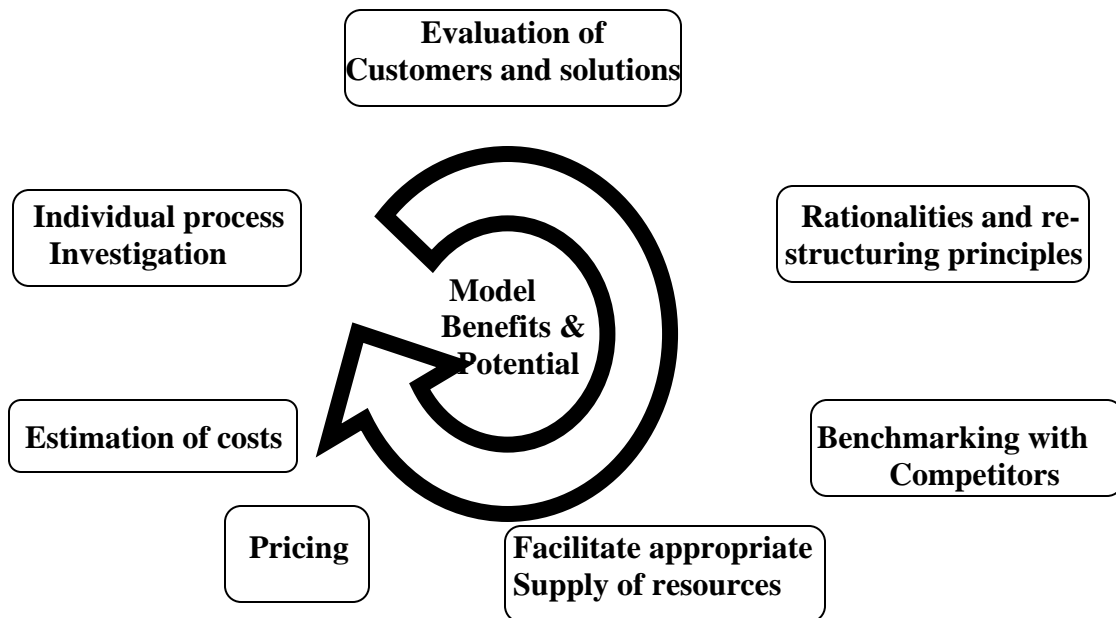 Evaluation of
Customers and solutions
Individual process
Investigation
Rationalities and re-
structuring principles
Model
Benefits &
Potential
Estimation of costs
Benchmarking with
Competitors
Pricing
Facilitate appropriate
Supply of resources